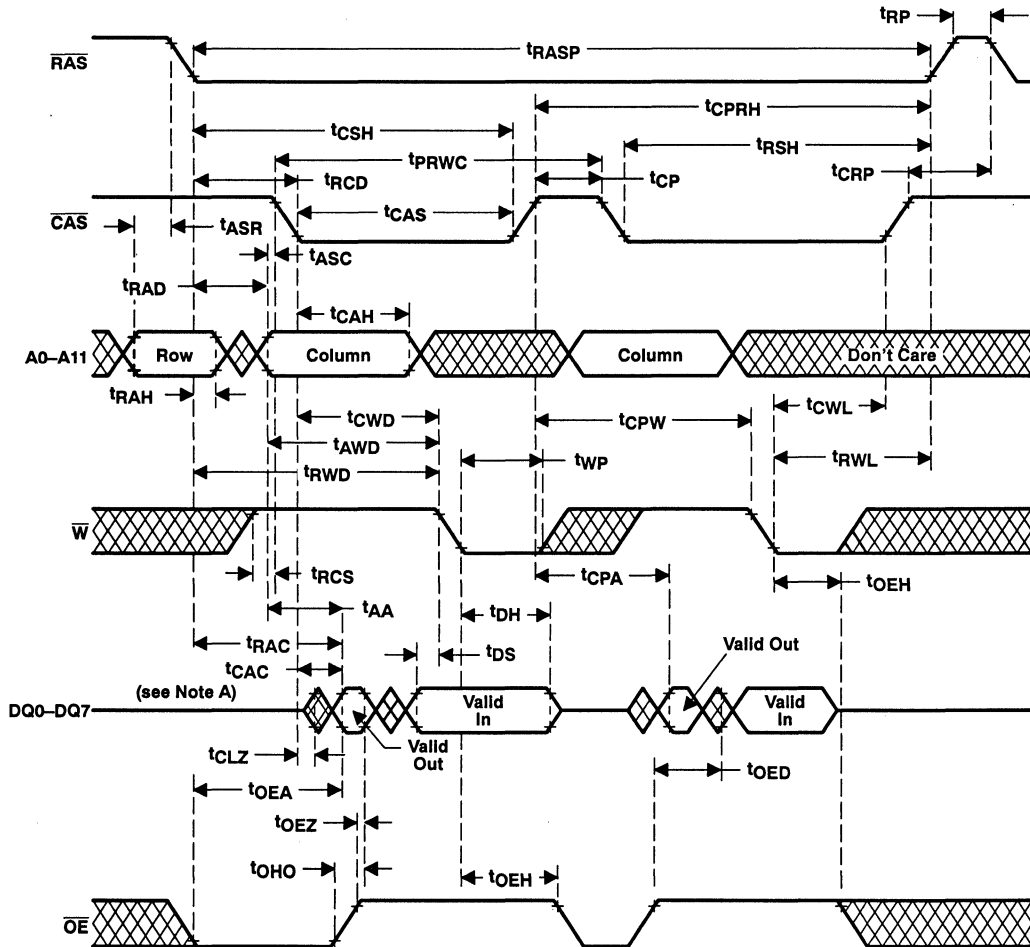 tRP
RAS
tRASP
tCPRH
tCSH
tRSH
tPRWC
tCRP
tRCD
tCP
CAS
tCAS
tASR
tASC
tRAD
tCAH
A0–A11
Row
Column
Column
Don't Care
tRAH
tCWD
tCPW
tCWL
tAWD
tWP
tRWL
tRWD
W
tRCS
tCPA
tOEH
tAA
tDH
tRAC
tDS
Valid Out
tCAC
(see Note A)
DQ0–DQ7
Valid
In
Valid
In
Valid
Out
tCLZ
tOED
tOEA
tOEZ
tOHO
tOEH
OE